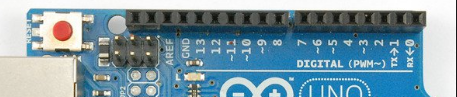 RESET
AREF
GND
13
12
~11
~10
~9
8
7
~6
~5
4
~3
2
TX→1
RX←0
DIGITAL (PWM~)
UNO